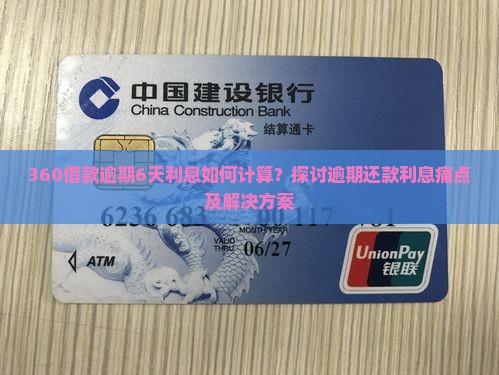 中国建设银行
China Construction Bank
结算通卡
360借款逾期6天利息如何计算？探讨逾期还款利息痛点
及解决方案
6236 683 117
MONTH/YEAR
VALID
THRU
06/27
ATM
UnionPay
银联